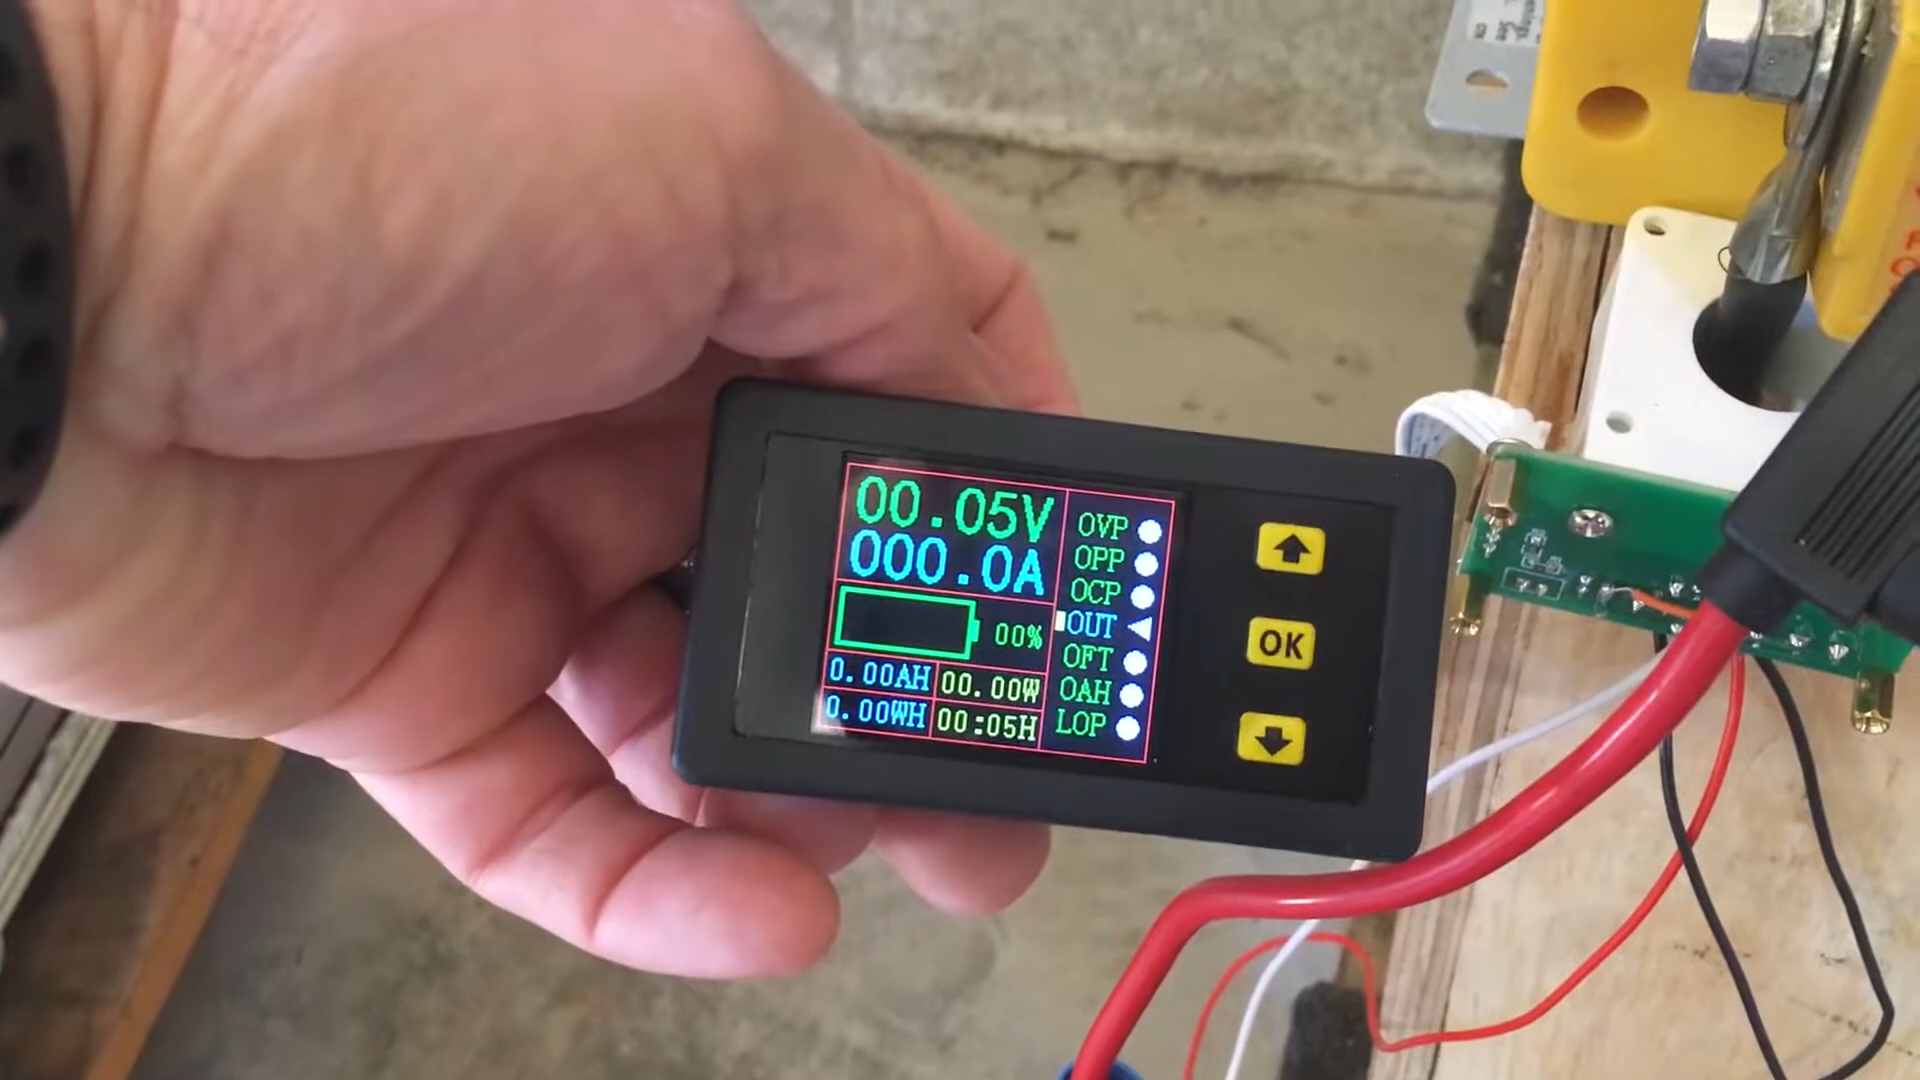 00.05V
000.0A
00%
0.00AH
00.00W
0.00WH
00:05H
OVP
OPP
OCP
OUT
OFT
OAH
LOP
OK